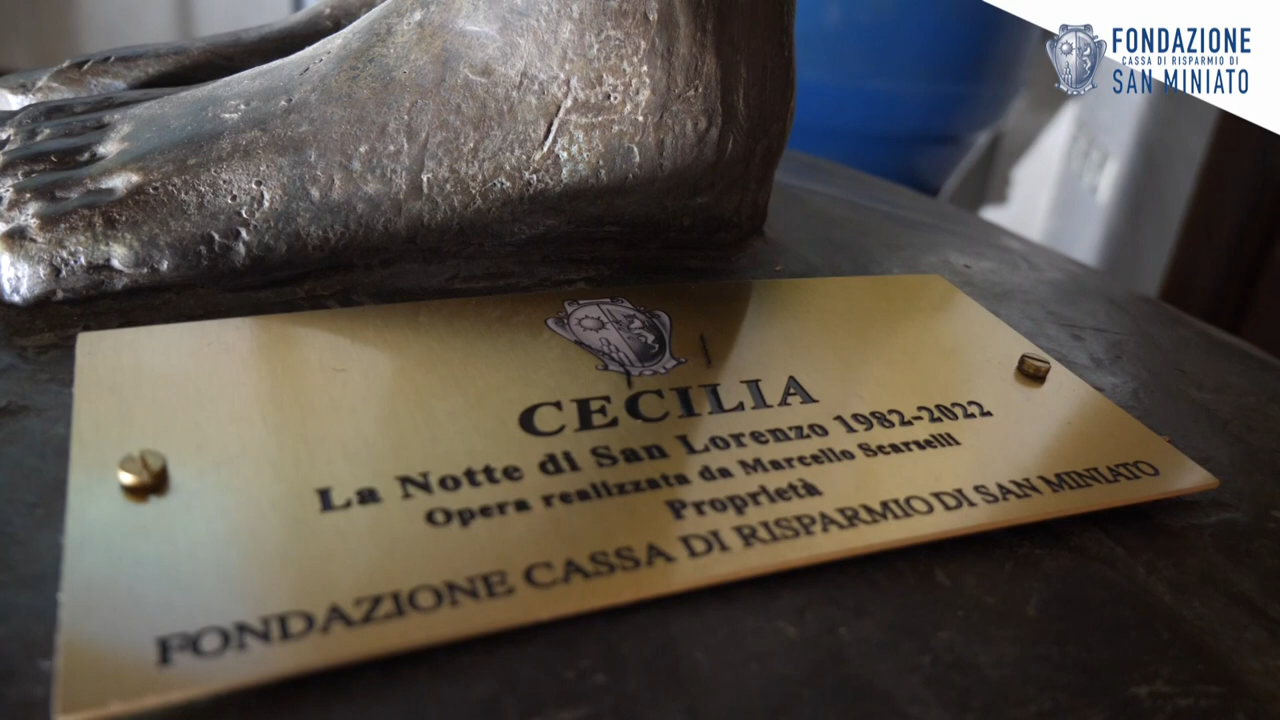 FONDAZIONE
CASSA DI RISPARMIO DI
SAN MINIATO
CECILIA
La Notte di San Lorenzo 1982-2022
Opera realizzata da Marcello Scarselli
Proprietà
FONDAZIONE CASSA DI RISPARMIO DI SAN MINIATO